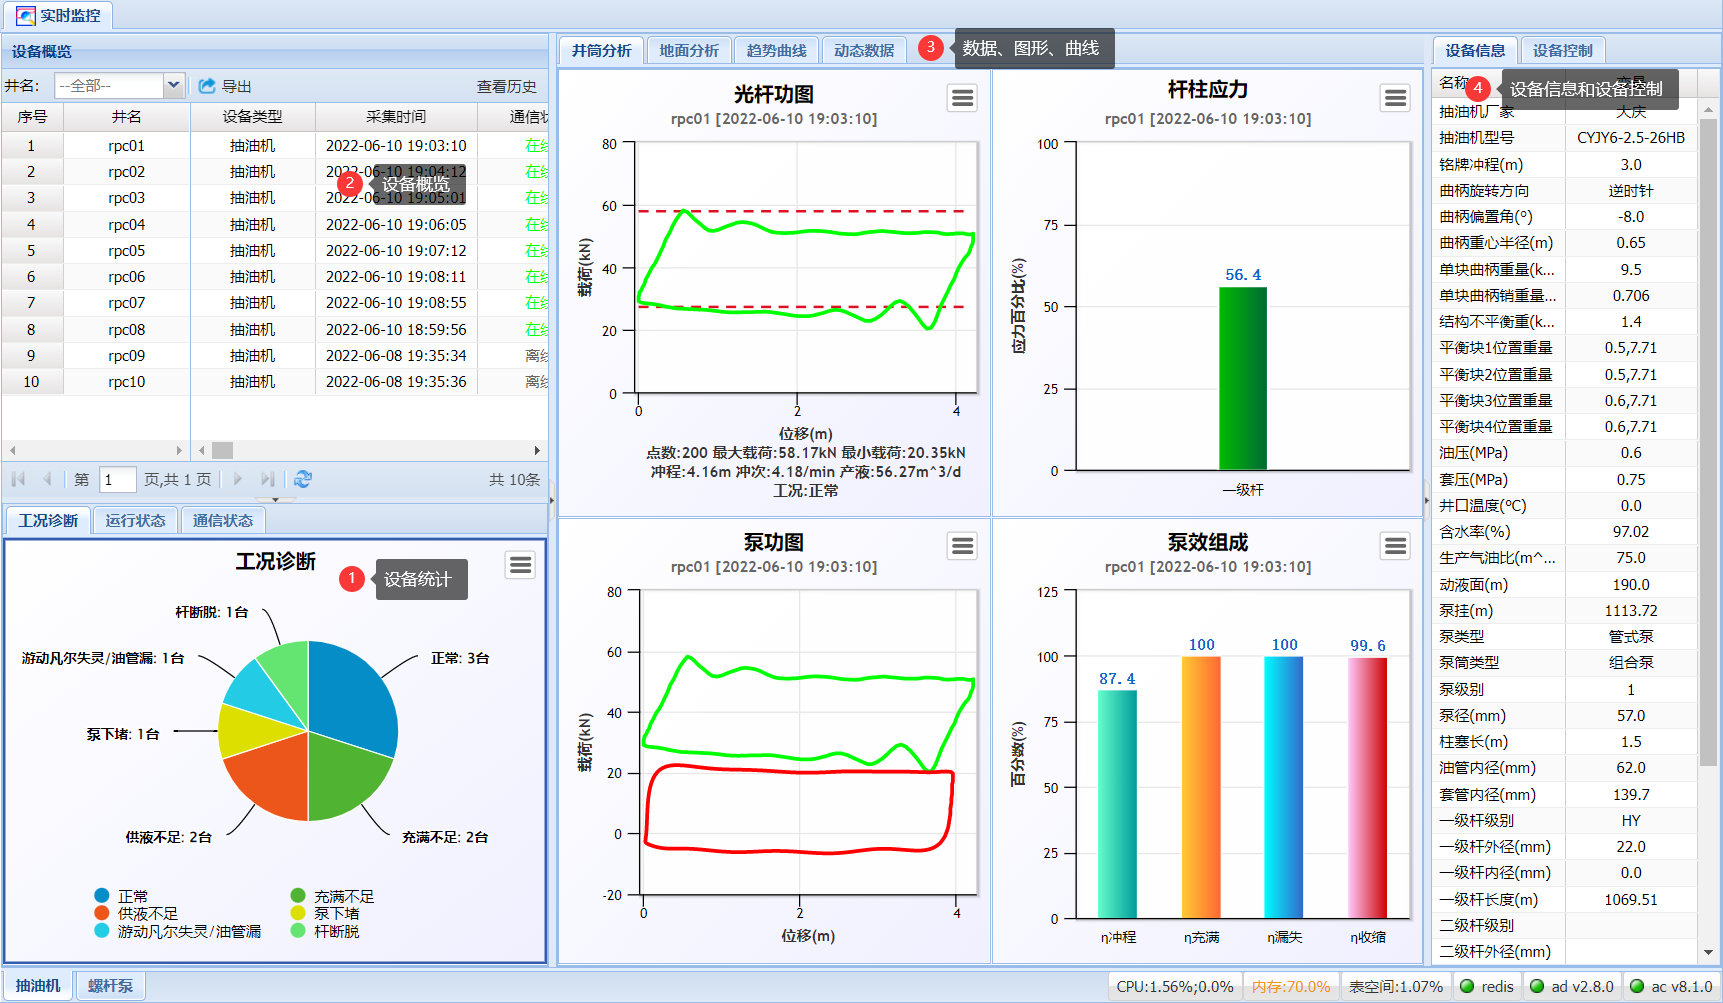 实时监控
设备概览
井名: --全部-- 导出 查看历史
序号 井名 设备类型 采集时间 通信状
1 rpc01 抽油机 2022-06-10 19:03:10 在线
2 rpc02 抽油机 2022-06-10 19:04:12 在线
3 rpc03 抽油机 2022-06-10 19:05:01 在线
4 rpc04 抽油机 2022-06-10 19:06:05 在线
5 rpc05 抽油机 2022-06-10 19:07:12 在线
6 rpc06 抽油机 2022-06-10 19:08:11 在线
7 rpc07 抽油机 2022-06-10 19:08:55 在线
8 rpc08 抽油机 2022-06-10 18:59:56 在线
9 rpc09 抽油机 2022-06-08 19:35:34 离线
10 rpc10 抽油机 2022-06-08 19:35:36 离线
2 设备概览
第 1 页,共 1 页 共 10条
工况诊断 运行状态 通信状态
工况诊断
1 设备统计
杆断脱: 1台
游动凡尔失灵/油管漏: 1台
正常: 3台
泵下堵: 1台
供液不足: 2台
充满不足: 2台
正常 充满不足
供液不足 泵下堵
游动凡尔失灵/油管漏 杆断脱
井筒分析 地面分析 趋势曲线 动态数据
3 数据、图形、曲线
光杆功图
rpc01 [2022-06-10 19:03:10]
载荷(kN)
80
60
40
20
0
0 2 4
位移(m)
点数:200 最大载荷:58.17kN 最小载荷:20.35kN
冲程:4.16m 冲次:4.18/min 产液:56.27m^3/d
工况:正常
杆柱应力
rpc01 [2022-06-10 19:03:10]
应力百分比(%)
100
75
50
25
0
56.4
一级杆
泵功图
rpc01 [2022-06-10 19:03:10]
载荷(kN)
80
60
40
20
0
-20
0 2 4
位移(m)
泵效组成
rpc01 [2022-06-10 19:03:10]
百分数(%)
125
100
75
50
25
0
87.4 100 100 99.6
η冲程 η充满 η漏失 η收缩
设备信息 设备控制
名称 变量
4 设备信息和设备控制
抽油机厂家 大庆
抽油机型号 CYJY6-2.5-26HB
铭牌冲程(m) 3.0
曲柄旋转方向 逆时针
曲柄偏置角(°) -8.0
曲柄重心半径(m) 0.65
单块曲柄重量(k... 9.5
单块曲柄销重量... 0.706
结构不平衡重(k... 1.4
平衡块1位置重量 0.5,7.71
平衡块2位置重量 0.5,7.71
平衡块3位置重量 0.6,7.71
平衡块4位置重量 0.6,7.71
油压(MPa) 0.6
套压(MPa) 0.75
井口温度(℃) 0.0
含水率(%) 97.02
生产气油比(m^... 75.0
动液面(m) 190.0
泵挂(m) 1113.72
泵类型 管式泵
泵筒类型 组合泵
泵级别 1
泵径(mm) 57.0
柱塞长(m) 1.5
油管内径(mm) 62.0
套管内径(mm) 139.7
一级杆级别 HY
一级杆外径(mm) 22.0
一级杆内径(mm) 0.0
一级杆长度(m) 1069.51
二级杆级别
二级杆外径(mm)
抽油机 螺杆泵
CPU:1.56%;0.0% 内存:70.0% 表空间:1.07% redis ad v2.8.0 ac v8.1.0